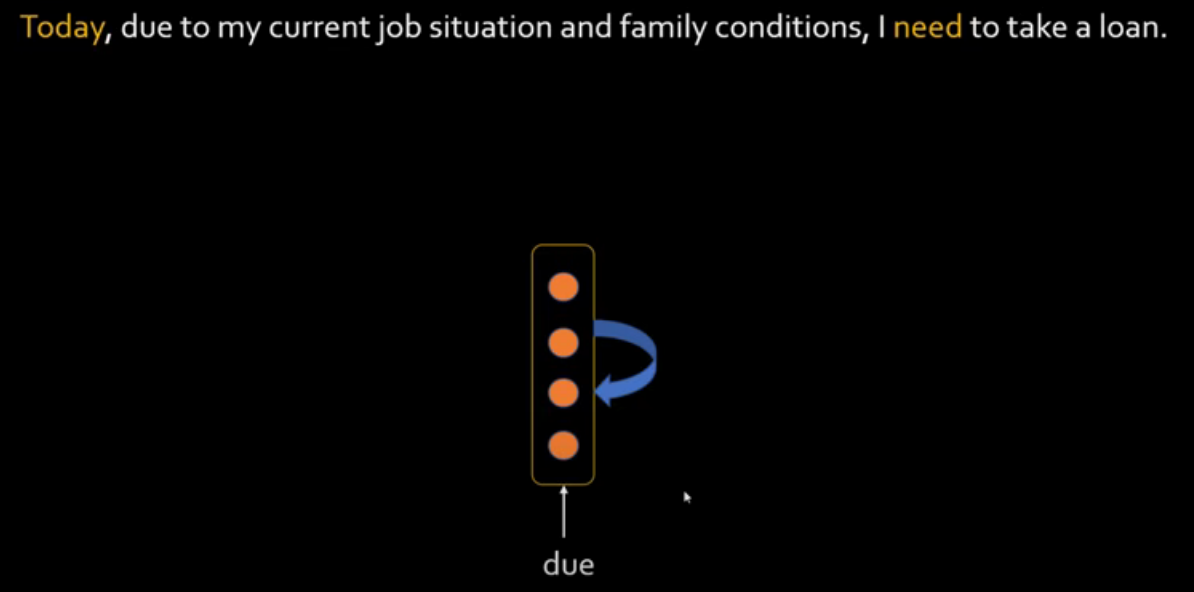 Today, due to my current job situation and family conditions, I need to take a loan.
due